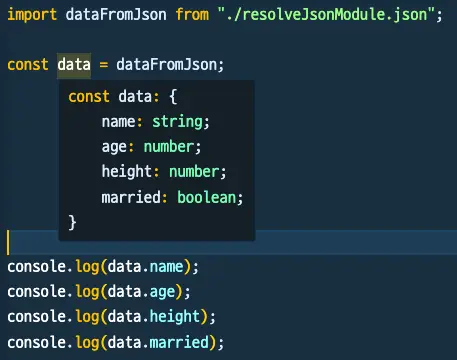 import dataFromJson from "./resolveJsonModule.json";
const data = dataFromJson;
const data: {
name: string;
age: number;
height: number;
married: boolean;
}
console.log(data.name);
console.log(data.age);
console.log(data.height);
console.log(data.married);